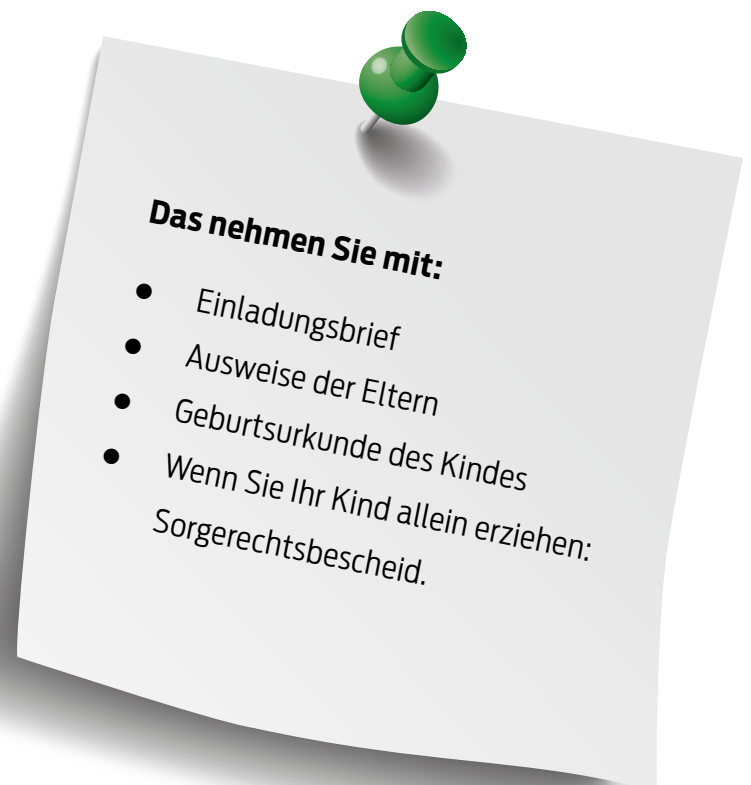 Das nehmen Sie mit:
● Einladungsbrief
● Ausweise der Eltern
● Geburtsurkunde des Kindes
● Wenn Sie Ihr Kind allein erziehen:
Sorgerechtsbescheid.